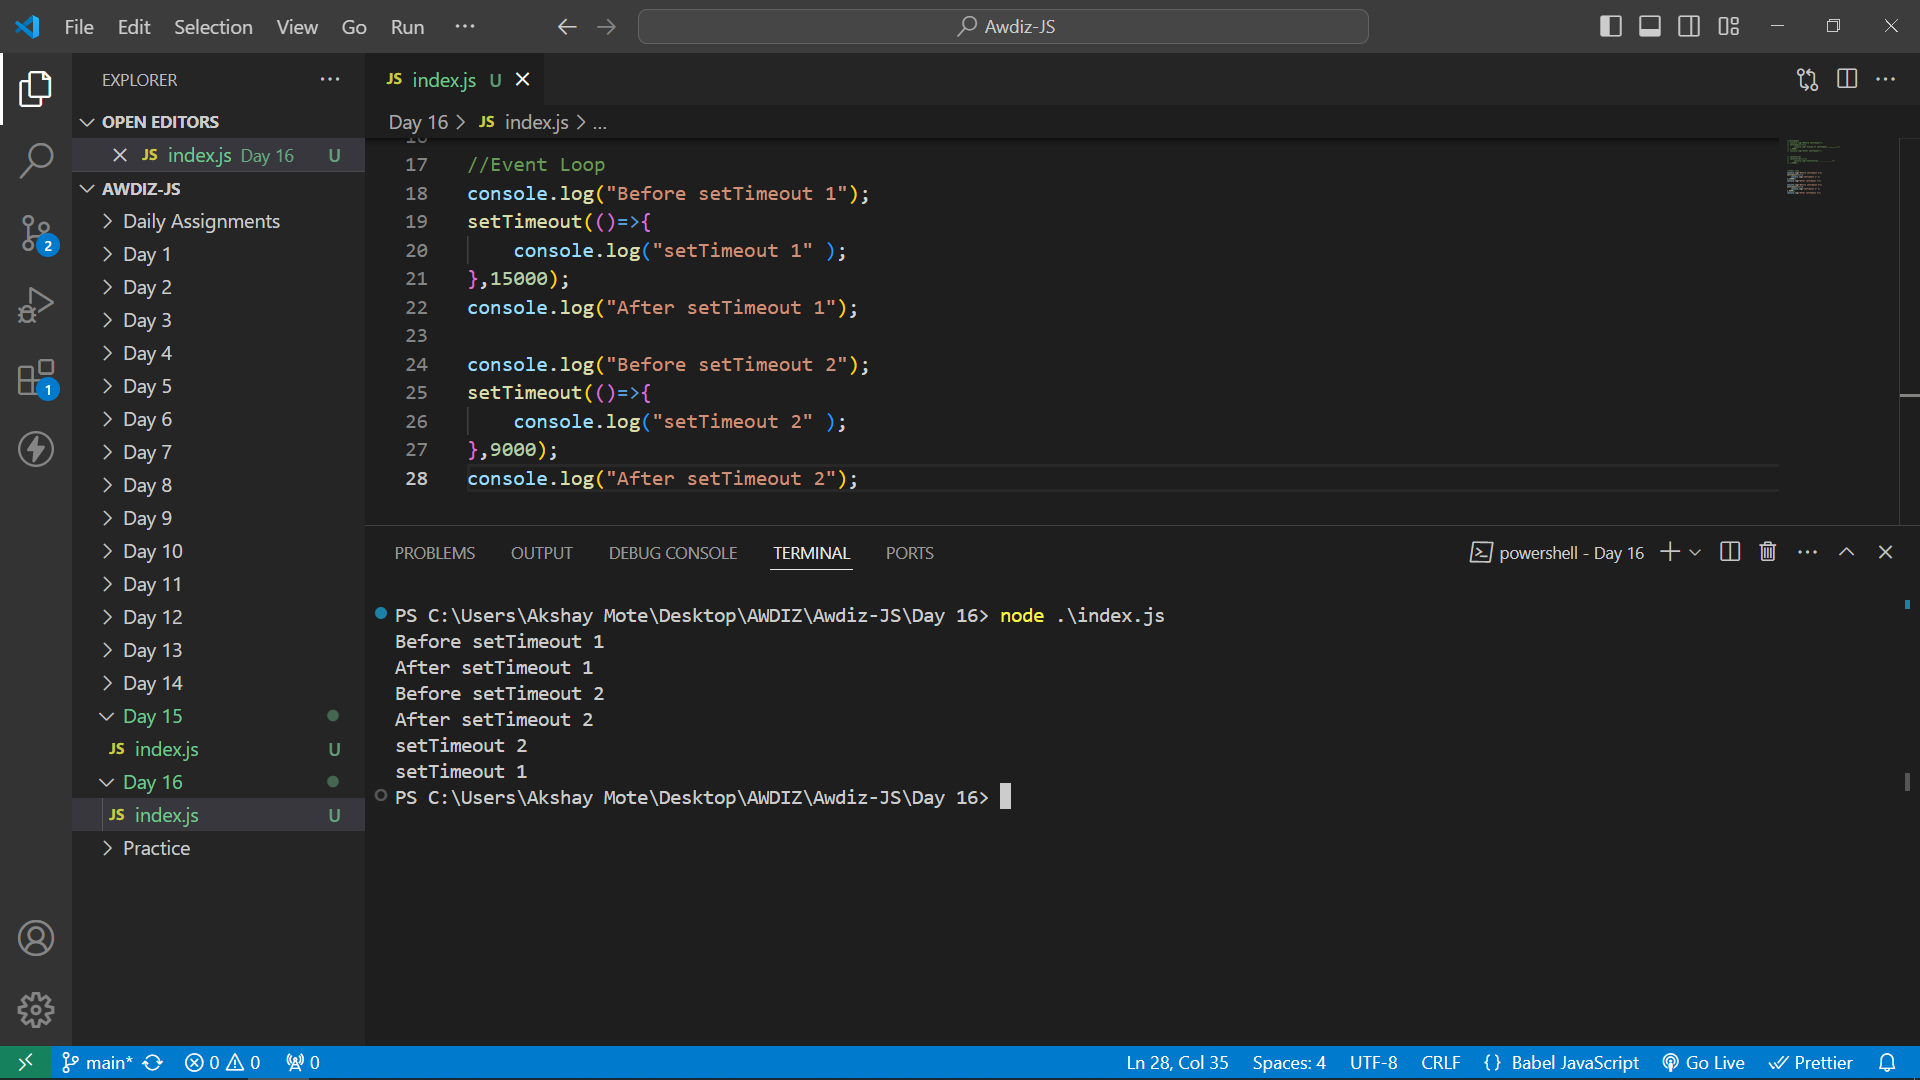 File Edit Selection View Go Run ··· Awdiz-JS
EXPLORER ···
OPEN EDITORS
JS index.js Day 16 U
AWDIZ-JS
Daily Assignments
Day 1
Day 2
Day 3
Day 4
Day 5
Day 6
Day 7
Day 8
Day 9
Day 10
Day 11
Day 12
Day 13
Day 14
Day 15
JS index.js U
Day 16
JS index.js U
Practice
2
1
JS index.js U
Day 16 > JS index.js > ...
17 //Event Loop
18 console.log("Before setTimeout 1");
19 setTimeout(()=>{
20 console.log("setTimeout 1" );
21 },15000);
22 console.log("After setTimeout 1");
23
24 console.log("Before setTimeout 2");
25 setTimeout(()=>{
26 console.log("setTimeout 2" );
27 },9000);
28 console.log("After setTimeout 2");
PROBLEMS OUTPUT DEBUG CONSOLE TERMINAL PORTS powershell - Day 16
PS C:\Users\Akshay Mote\Desktop\AWDIZ\Awdiz-JS\Day 16> node .\index.js
Before setTimeout 1
After setTimeout 1
Before setTimeout 2
After setTimeout 2
setTimeout 2
setTimeout 1
PS C:\Users\Akshay Mote\Desktop\AWDIZ\Awdiz-JS\Day 16>
main* 0 0 0 Ln 28, Col 35 Spaces: 4 UTF-8 CRLF {} Babel JavaScript Go Live Prettier